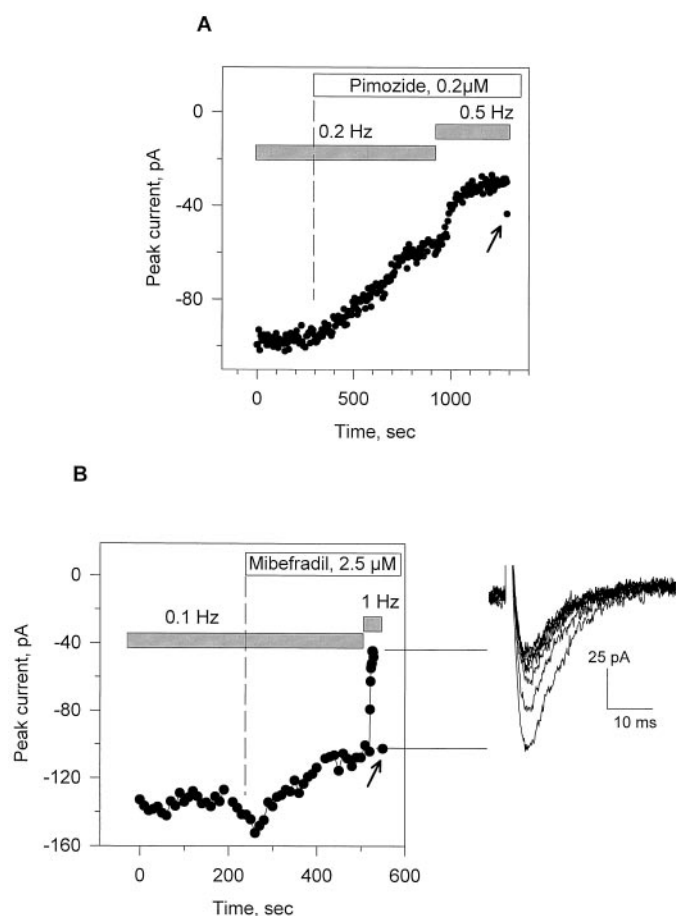 A
Pimozide, 0.2µM
0.5 Hz
0.2 Hz
0
-40
-80
Peak current, pA
0
500
1000
Time, sec
B
Mibefradil, 2.5 µM
1 Hz
0.1 Hz
0
-40
-80
-120
-160
Peak current, pA
0
200
400
600
Time, sec
25 pA
10 ms